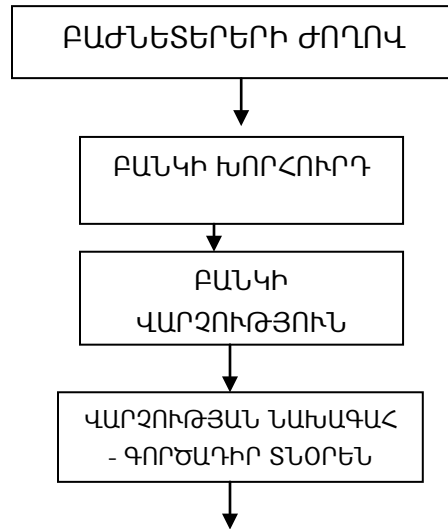 ԲԱԺՆԵՏԵՐԵՐԻ ԺՈՂՈՎ
ԲԱՆԿԻ ԽՈՐՀՈՒՐԴ
ԲԱՆԿԻ
ՎԱՐՉՈՒԹՅՈՒՆ
ՎԱՐՉՈՒԹՅԱՆ ՆԱԽԱԳԱՀ
- ԳՈՐԾԱԴԻՐ ՏՆՕՐԵՆ